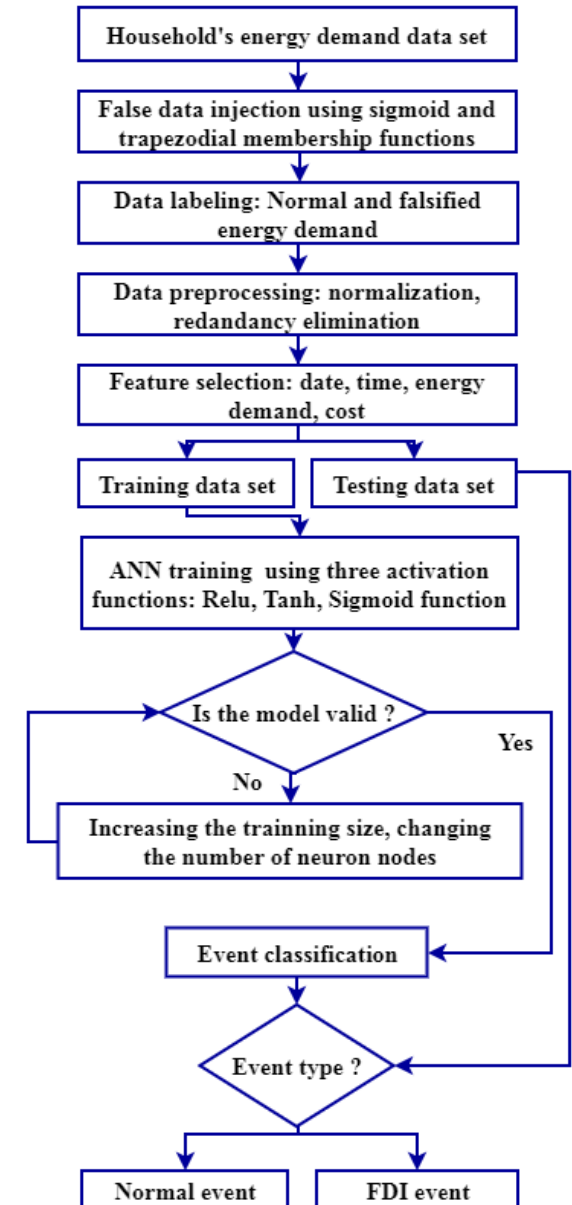 Household's energy demand data set
False data injection using sigmoid and
trapezodial membership functions
Data labeling: Normal and falsified
energy demand
Data preprocessing: normalization,
redandancy elimination
Feature selection: date, time, energy
demand, cost
Training data set
Testing data set
ANN training using three activation
functions: Relu, Tanh, Sigmoid function
Is the model valid ?
Yes
No
Increasing the trainning size, changing
the number of neuron nodes
Event classification
Event type ?
Normal event
FDI event